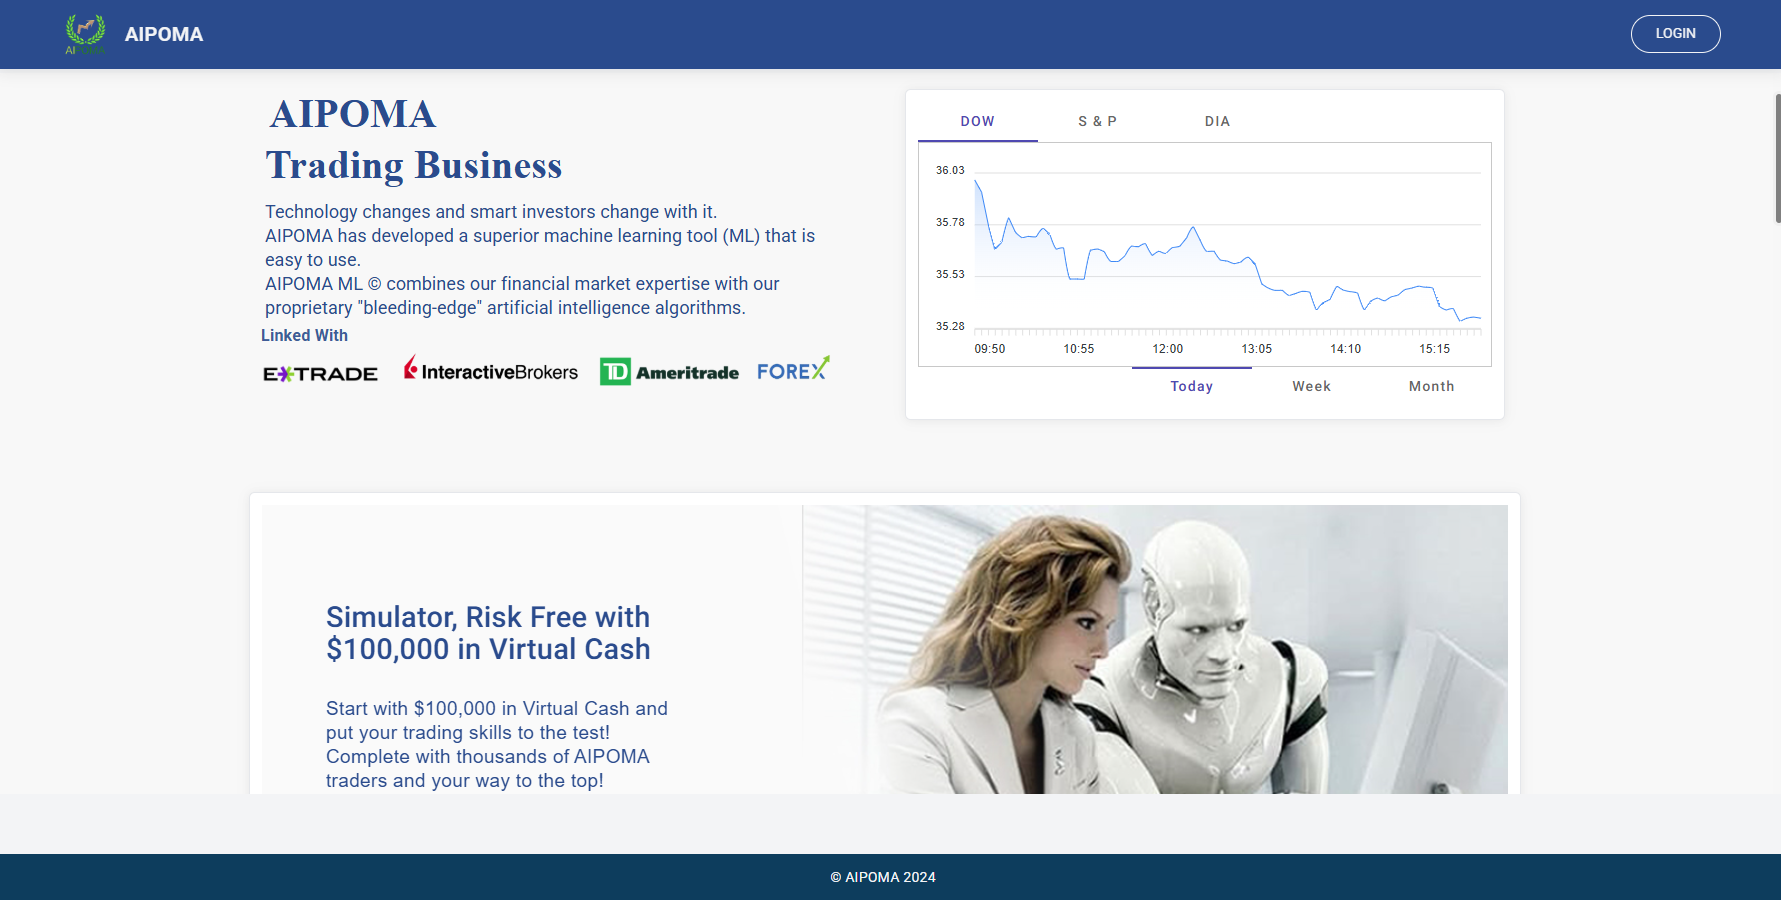 AIPOMA
AIPOMA
LOGIN
AIPOMA
Trading Business
Technology changes and smart investors change with it.
AIPOMA has developed a superior machine learning tool (ML) that is
easy to use.
AIPOMA ML © combines our financial market expertise with our
proprietary "bleeding-edge" artificial intelligence algorithms.
Linked With
E*TRADE InteractiveBrokers TD Ameritrade FOREX
DOW S & P DIA
36.03
35.78
35.53
35.28
09:50 10:55 12:00 13:05 14:10 15:15
Today Week Month
Simulator, Risk Free with
$100,000 in Virtual Cash
Start with $100,000 in Virtual Cash and
put your trading skills to the test!
Complete with thousands of AIPOMA
traders and your way to the top!
© AIPOMA 2024